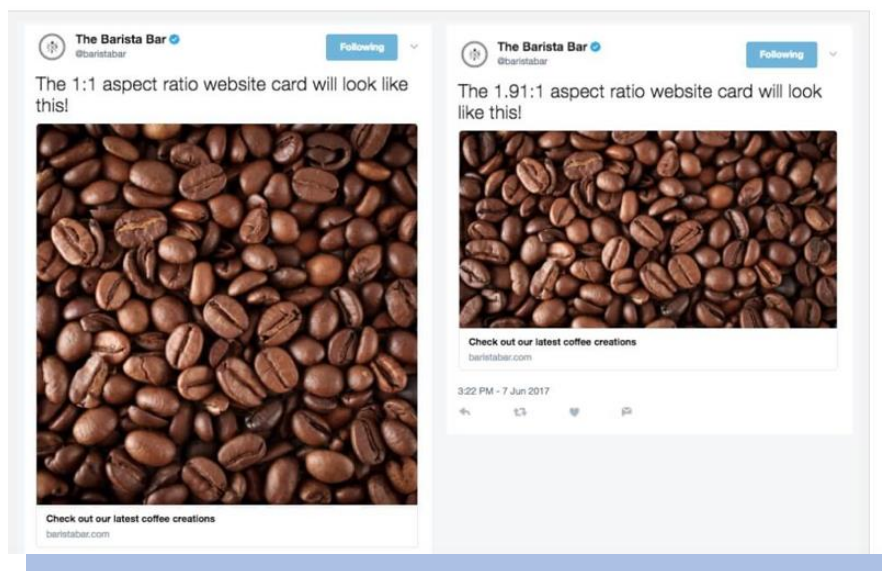 The Barista Bar
@baristabar
Following
The 1:1 aspect ratio website card will look like
this!
Check out our latest coffee creations
baristabar.com
The Barista Bar
@baristabar
Following
The 1.91:1 aspect ratio website card will look
like this!
Check out our latest coffee creations
baristabar.com
3:22 PM - 7 Jun 2017